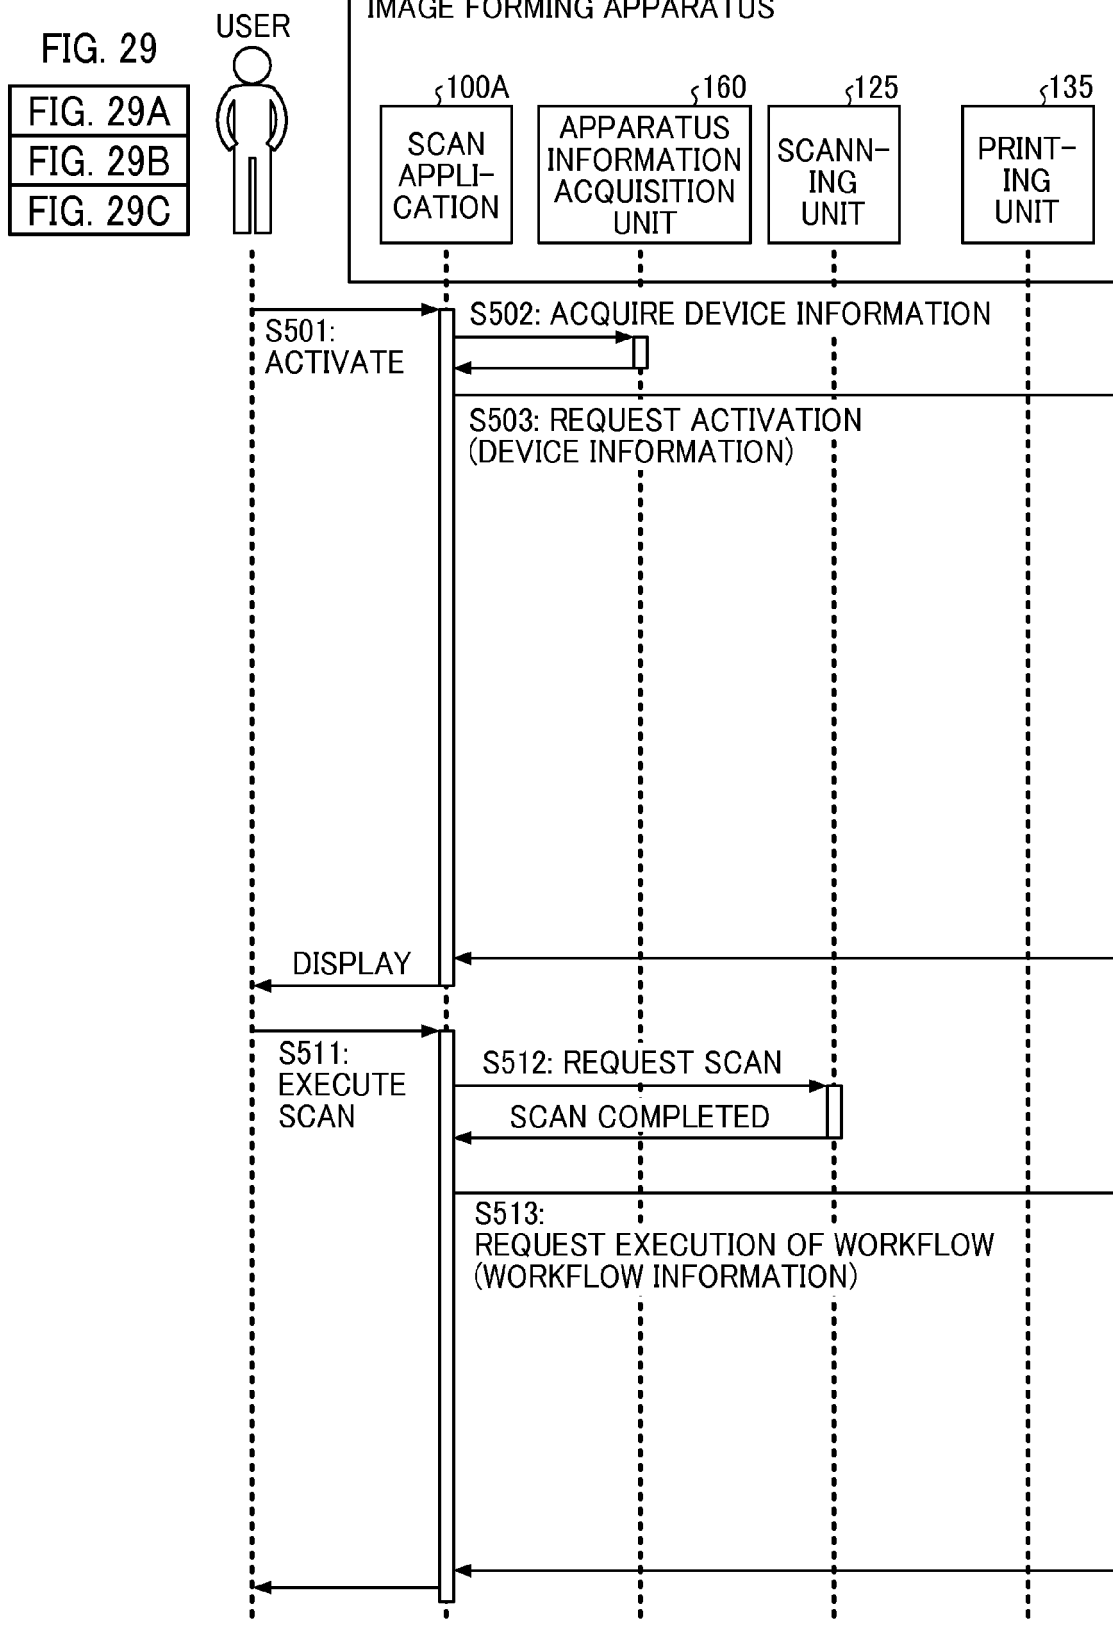 IMAGE FORMING APPARATUS
USER
FIG. 29
FIG. 29A
FIG. 29B
FIG. 29C
100A
160
125
135
SCAN
APPLI-
CATION
APPARATUS
INFORMATION
ACQUISITION
UNIT
SCANN-
ING
UNIT
PRINT-
ING
UNIT
S501:
ACTIVATE
S502: ACQUIRE DEVICE INFORMATION
S503: REQUEST ACTIVATION
(DEVICE INFORMATION)
DISPLAY
S511:
EXECUTE
SCAN
S512: REQUEST SCAN
SCAN COMPLETED
S513:
REQUEST EXECUTION OF WORKFLOW
(WORKFLOW INFORMATION)